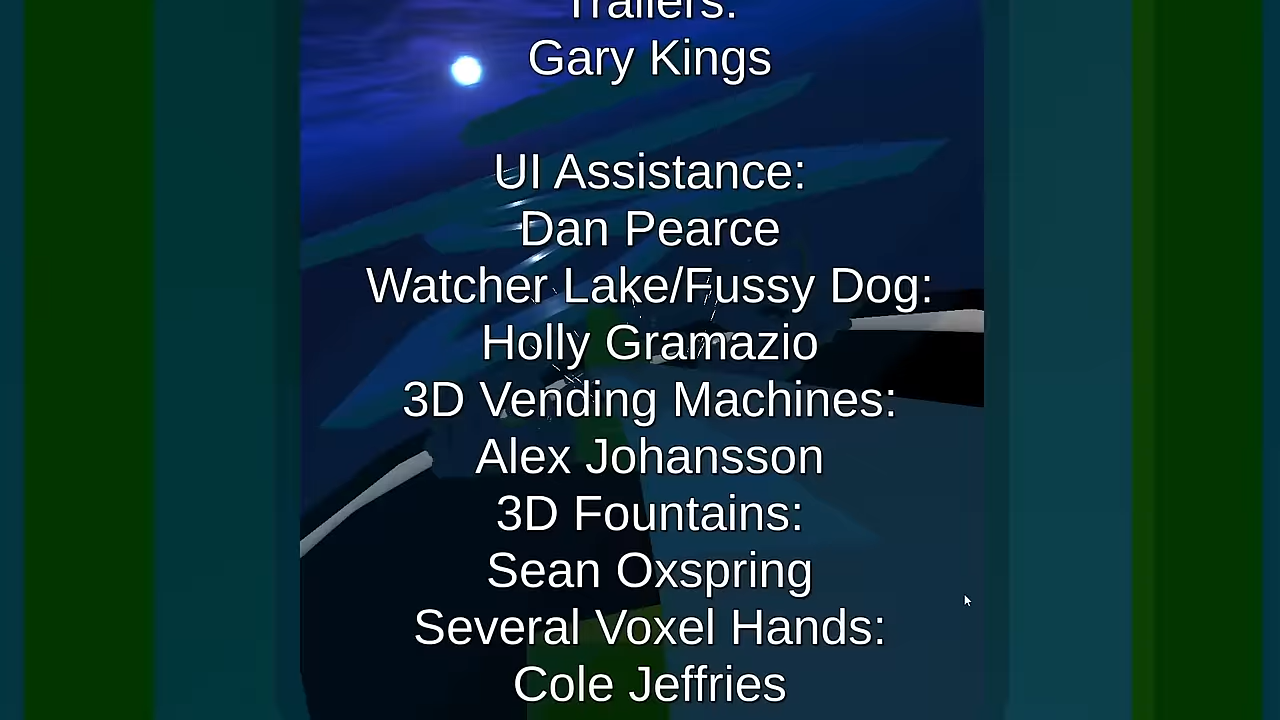 Trailers:
Gary Kings
UI Assistance:
Dan Pearce
Watcher Lake/Fussy Dog:
Holly Gramazio
3D Vending Machines:
Alex Johansson
3D Fountains:
Sean Oxspring
Several Voxel Hands:
Cole Jeffries